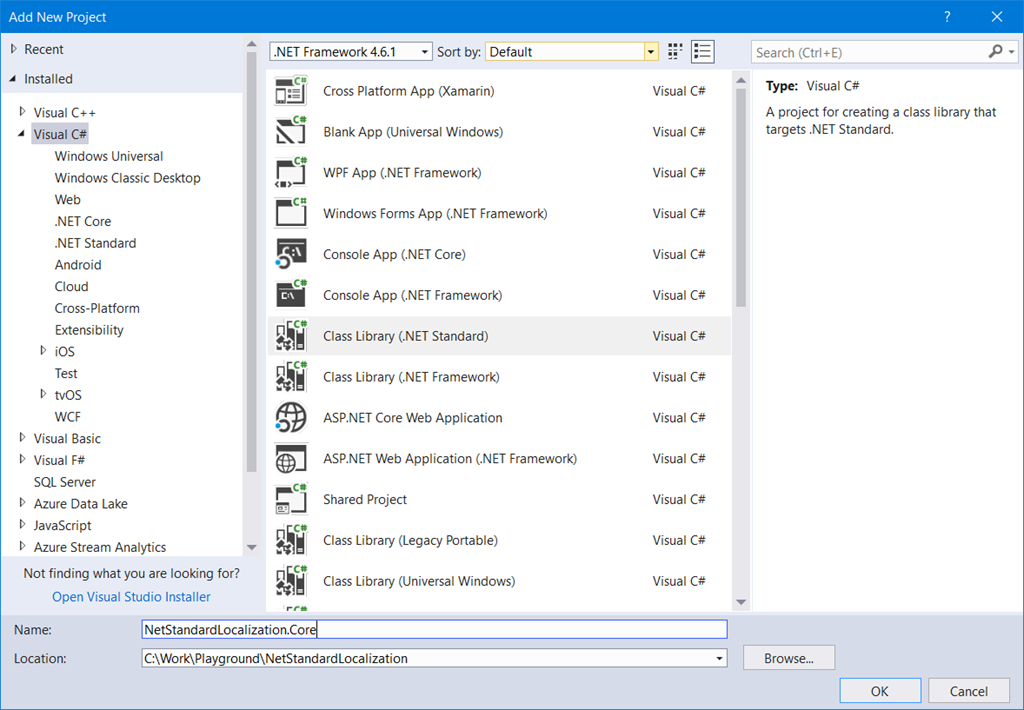 Add New Project
?
Recent
Installed
Visual C++
Visual C#
Windows Universal
Windows Classic Desktop
Web
.NET Core
.NET Standard
Android
Cloud
Cross-Platform
Extensibility
iOS
Test
tvOS
WCF
Visual Basic
Visual F#
SQL Server
Azure Data Lake
JavaScript
Azure Stream Analytics
Not finding what you are looking for?
Open Visual Studio Installer
.NET Framework 4.6.1 Sort by: Default
C# Cross Platform App (Xamarin) Visual C#
C# Blank App (Universal Windows) Visual C#
C# WPF App (.NET Framework) Visual C#
C# Windows Forms App (.NET Framework) Visual C#
Console App (.NET Core) Visual C#
C# Console App (.NET Framework) Visual C#
C# Class Library (.NET Standard) Visual C#
C# Class Library (.NET Framework) Visual C#
ASP.NET Core Web Application Visual C#
ASP.NET Web Application (.NET Framework) Visual C#
C# Shared Project Visual C#
C# Class Library (Legacy Portable) Visual C#
C# Class Library (Universal Windows) Visual C#
Search (Ctrl+E)
Type: Visual C#
A project for creating a class library that
targets .NET Standard.
Name: NetStandardLocalization.Core
Location: C:\Work\Playground\NetStandardLocalization
Browse...
OK Cancel